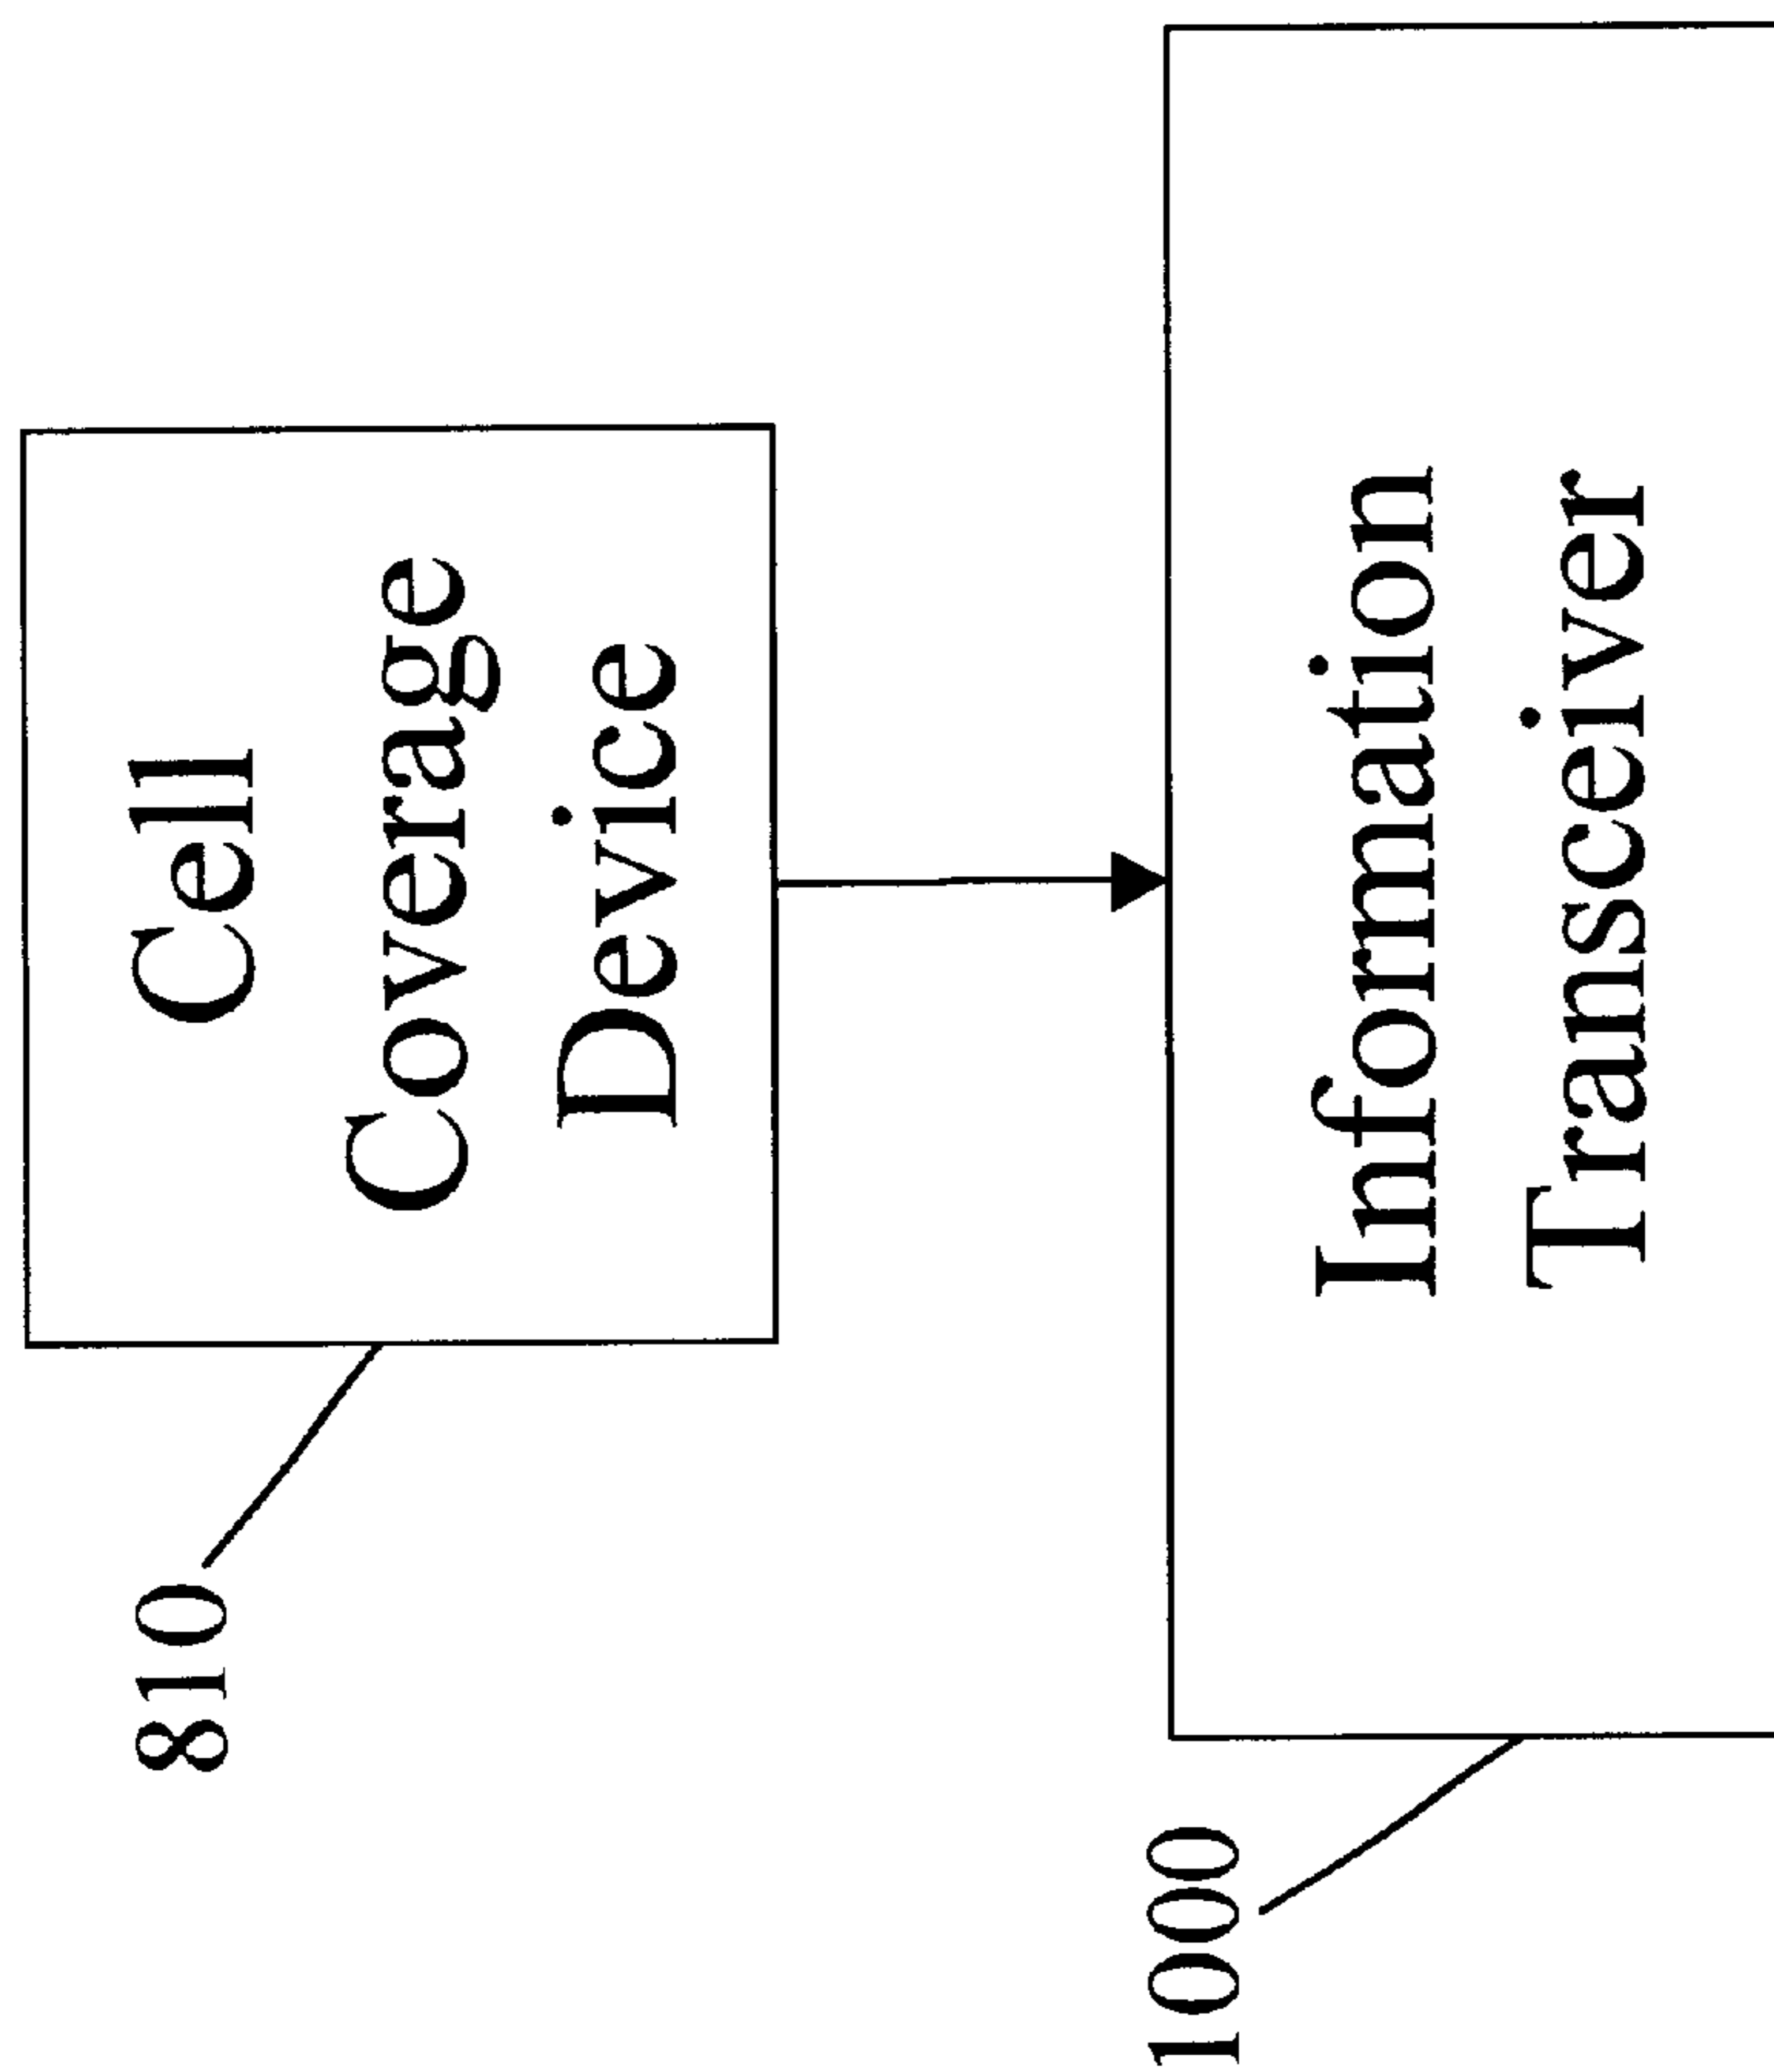 Cell
Coverage
Device
810
Information
Transceiver
1000